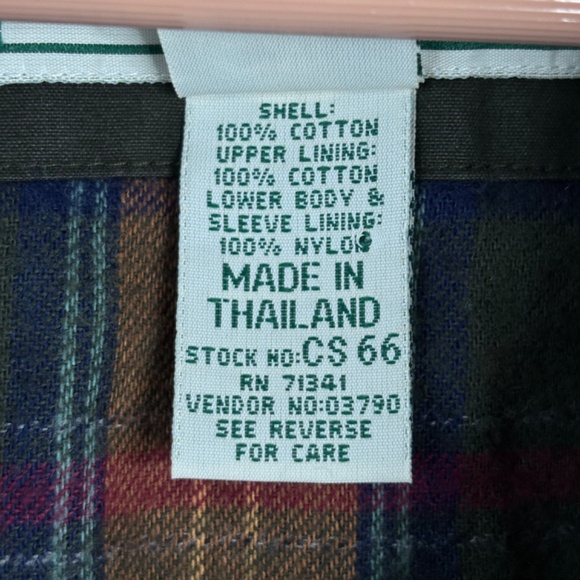 SHELL:
100% COTTON
UPPER LINING:
100% COTTON
LOWER BODY &
SLEEVE LINING:
100% NYLON
MADE IN
THAILAND
STOCK NO:CS 66
RN 71341
VENDOR NO:03790
SEE REVERSE
FOR CARE